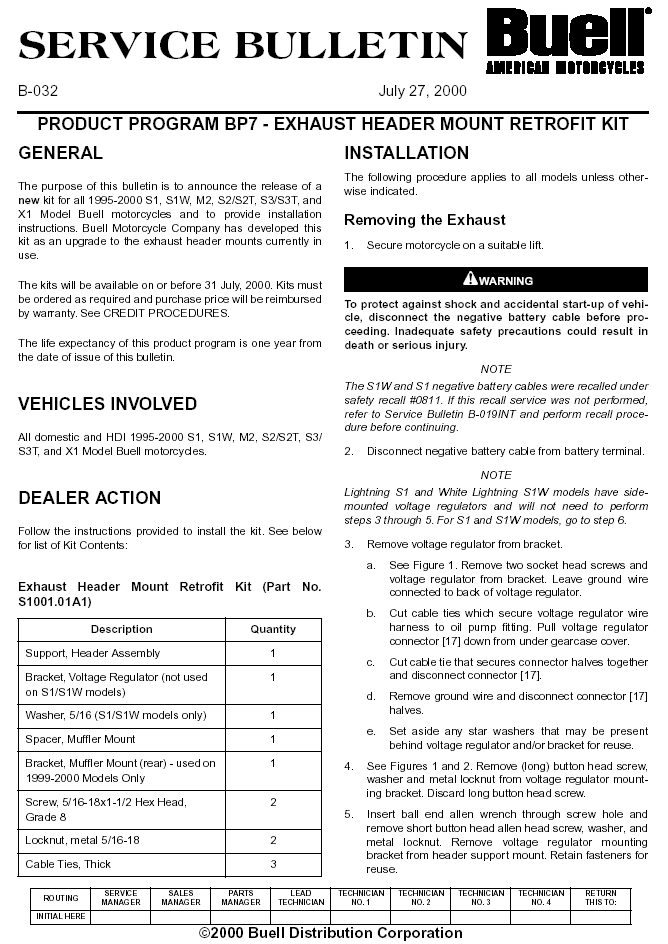 SERVICE BULLETIN
Buell
AMERICAN MOTORCYCLES
B-032
July 27, 2000
PRODUCT PROGRAM BP7 - EXHAUST HEADER MOUNT RETROFIT KIT
GENERAL
The purpose of this bulletin is to announce the release of a
new kit for all 1995-2000 S1, S1W, M2, S2/S2T, S3/S3T, and
X1 Model Buell motorcycles and to provide installation
instructions. Buell Motorcycle Company has developed this
kit as an upgrade to the exhaust header mounts currently in
use.
The kits will be available on or before 31 July, 2000. Kits must
be ordered as required and purchase price will be reimbursed
by warranty. See CREDIT PROCEDURES.
The life expectancy of this product program is one year from
the date of issue of this bulletin.
VEHICLES INVOLVED
All domestic and HDI 1995-2000 S1, S1W, M2, S2/S2T, S3/
S3T, and X1 Model Buell motorcycles.
DEALER ACTION
Follow the instructions provided to install the kit. See below
for list of Kit Contents:
Exhaust Header Mount Retrofit Kit (Part No.
S1001.01A1)
Description Quantity
Support, Header Assembly 1
Bracket, Voltage Regulator (not used 1
on S1/S1W models)
Washer, 5/16 (S1/S1W models only) 1
Spacer, Muffler Mount 1
Bracket, Muffler Mount (rear) - used on 1
1999-2000 Models Only
Screw, 5/16-18x1-1/2 Hex Head, 2
Grade 8
Locknut, metal 5/16-18 2
Cable Ties, Thick 3
INSTALLATION
The following procedure applies to all models unless other-
wise indicated.
Removing the Exhaust
1. Secure motorcycle on a suitable lift.
WARNING
To protect against shock and accidental start-up of vehi-
cle, disconnect the negative battery cable before pro-
ceeding. Inadequate safety precautions could result in
death or serious injury.
NOTE
The S1W and S1 negative battery cables were recalled under
safety recall #0811. If this recall service was not performed,
refer to Service Bulletin B-019INT and perform recall proce-
dure before continuing.
2. Disconnect negative battery cable from battery terminal.
NOTE
Lightning S1 and White Lightning S1W models have side-
mounted voltage regulators and will not need to perform
steps 3 through 5. For S1 and S1W models, go to step 6.
3. Remove voltage regulator from bracket.
a. See Figure 1. Remove two socket head screws and
voltage regulator from bracket. Leave ground wire
connected to back of voltage regulator.
b. Cut cable ties which secure voltage regulator wire
harness to oil pump fitting. Pull voltage regulator
connector [17] down from under gearcase cover.
c. Cut cable tie that secures connector halves together
and disconnect connector [17].
d. Remove ground wire and disconnect connector [17]
halves.
e. Set aside any star washers that may be present
behind voltage regulator and/or bracket for reuse.
4. See Figures 1 and 2. Remove (long) button head screw,
washer and metal locknut from voltage regulator mount-
ing bracket. Discard long button head screw.
5. Insert ball end allen wrench through screw hole and
remove short button head allen head screw, washer, and
metal locknut. Remove voltage regulator mounting
bracket from header support mount. Retain fasteners for
reuse.
ROUTING SERVICE MANAGER SALES MANAGER PARTS MANAGER LEAD TECHNICIAN TECHNICIAN NO. 1 TECHNICIAN NO. 2 TECHNICIAN NO. 3 TECHNICIAN NO. 4 RETURN THIS TO:
INITIAL HERE
©2000 Buell Distribution Corporation